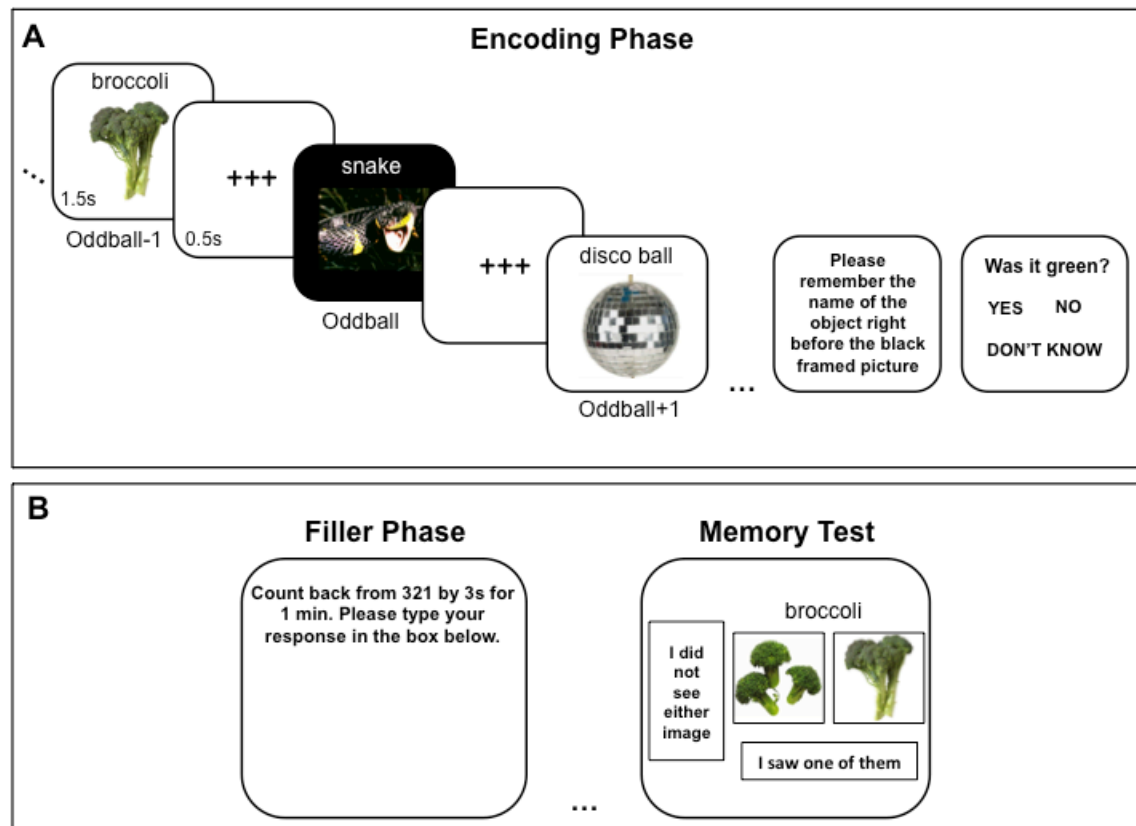 A
Encoding Phase
broccoli
1.5s
Oddball-1
+++
0.5s
snake
Oddball
+++
disco ball
Oddball+1
...
...
Please
remember the
name of the
object right
before the black
framed picture
Was it green?
YES NO
DON'T KNOW
B
Filler Phase
Count back from 321 by 3s for
1 min. Please type your
response in the box below.
...
Memory Test
broccoli
I did
not
see
either
image
I saw one of them